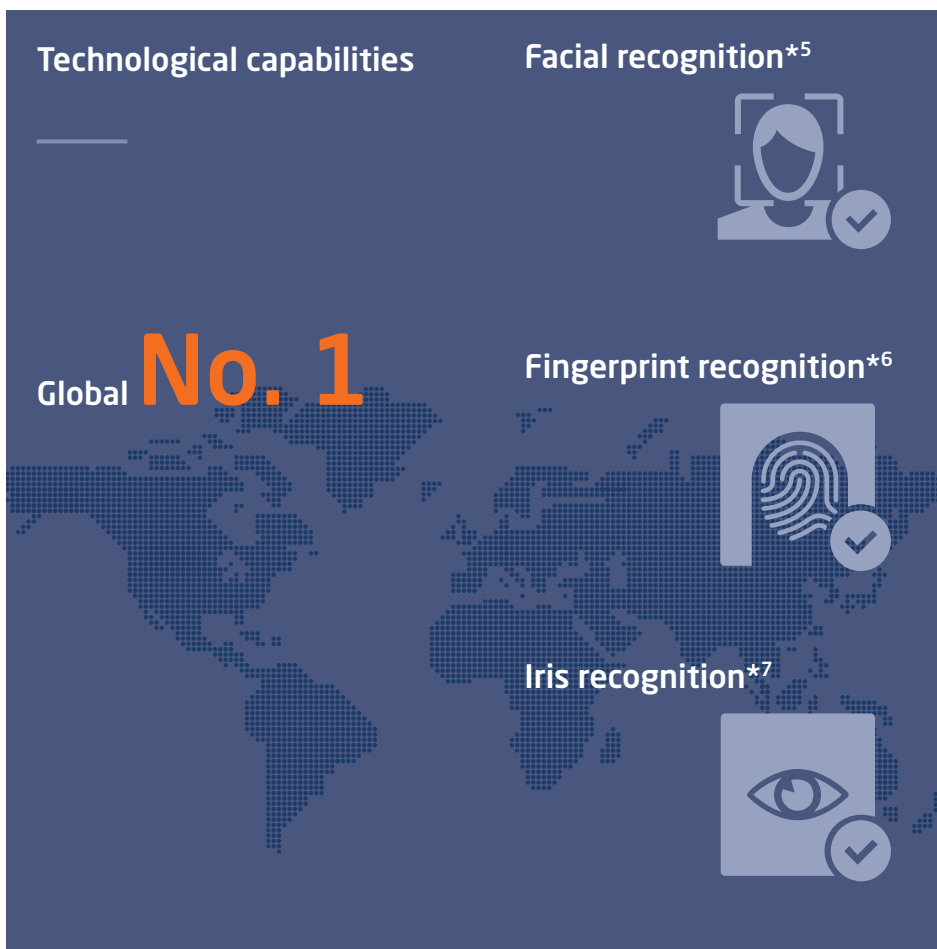 Technological capabilities
Global No. 1
Facial recognition*5
Fingerprint recognition*6
Iris recognition*7